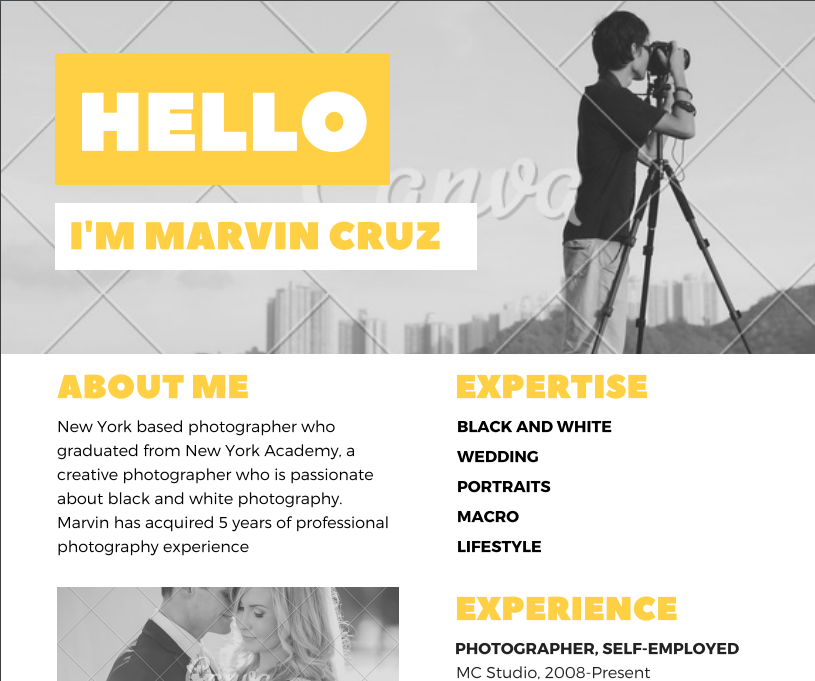 HELLO
Canva
I'M MARVIN CRUZ
ABOUT ME
New York based photographer who
graduated from New York Academy, a
creative photographer who is passionate
about black and white photography.
Marvin has acquired 5 years of professional
photography experience
EXPERTISE
BLACK AND WHITE
WEDDING
PORTRAITS
MACRO
LIFESTYLE
EXPERIENCE
PHOTOGRAPHER, SELF-EMPLOYED
MC Studio, 2008-Present